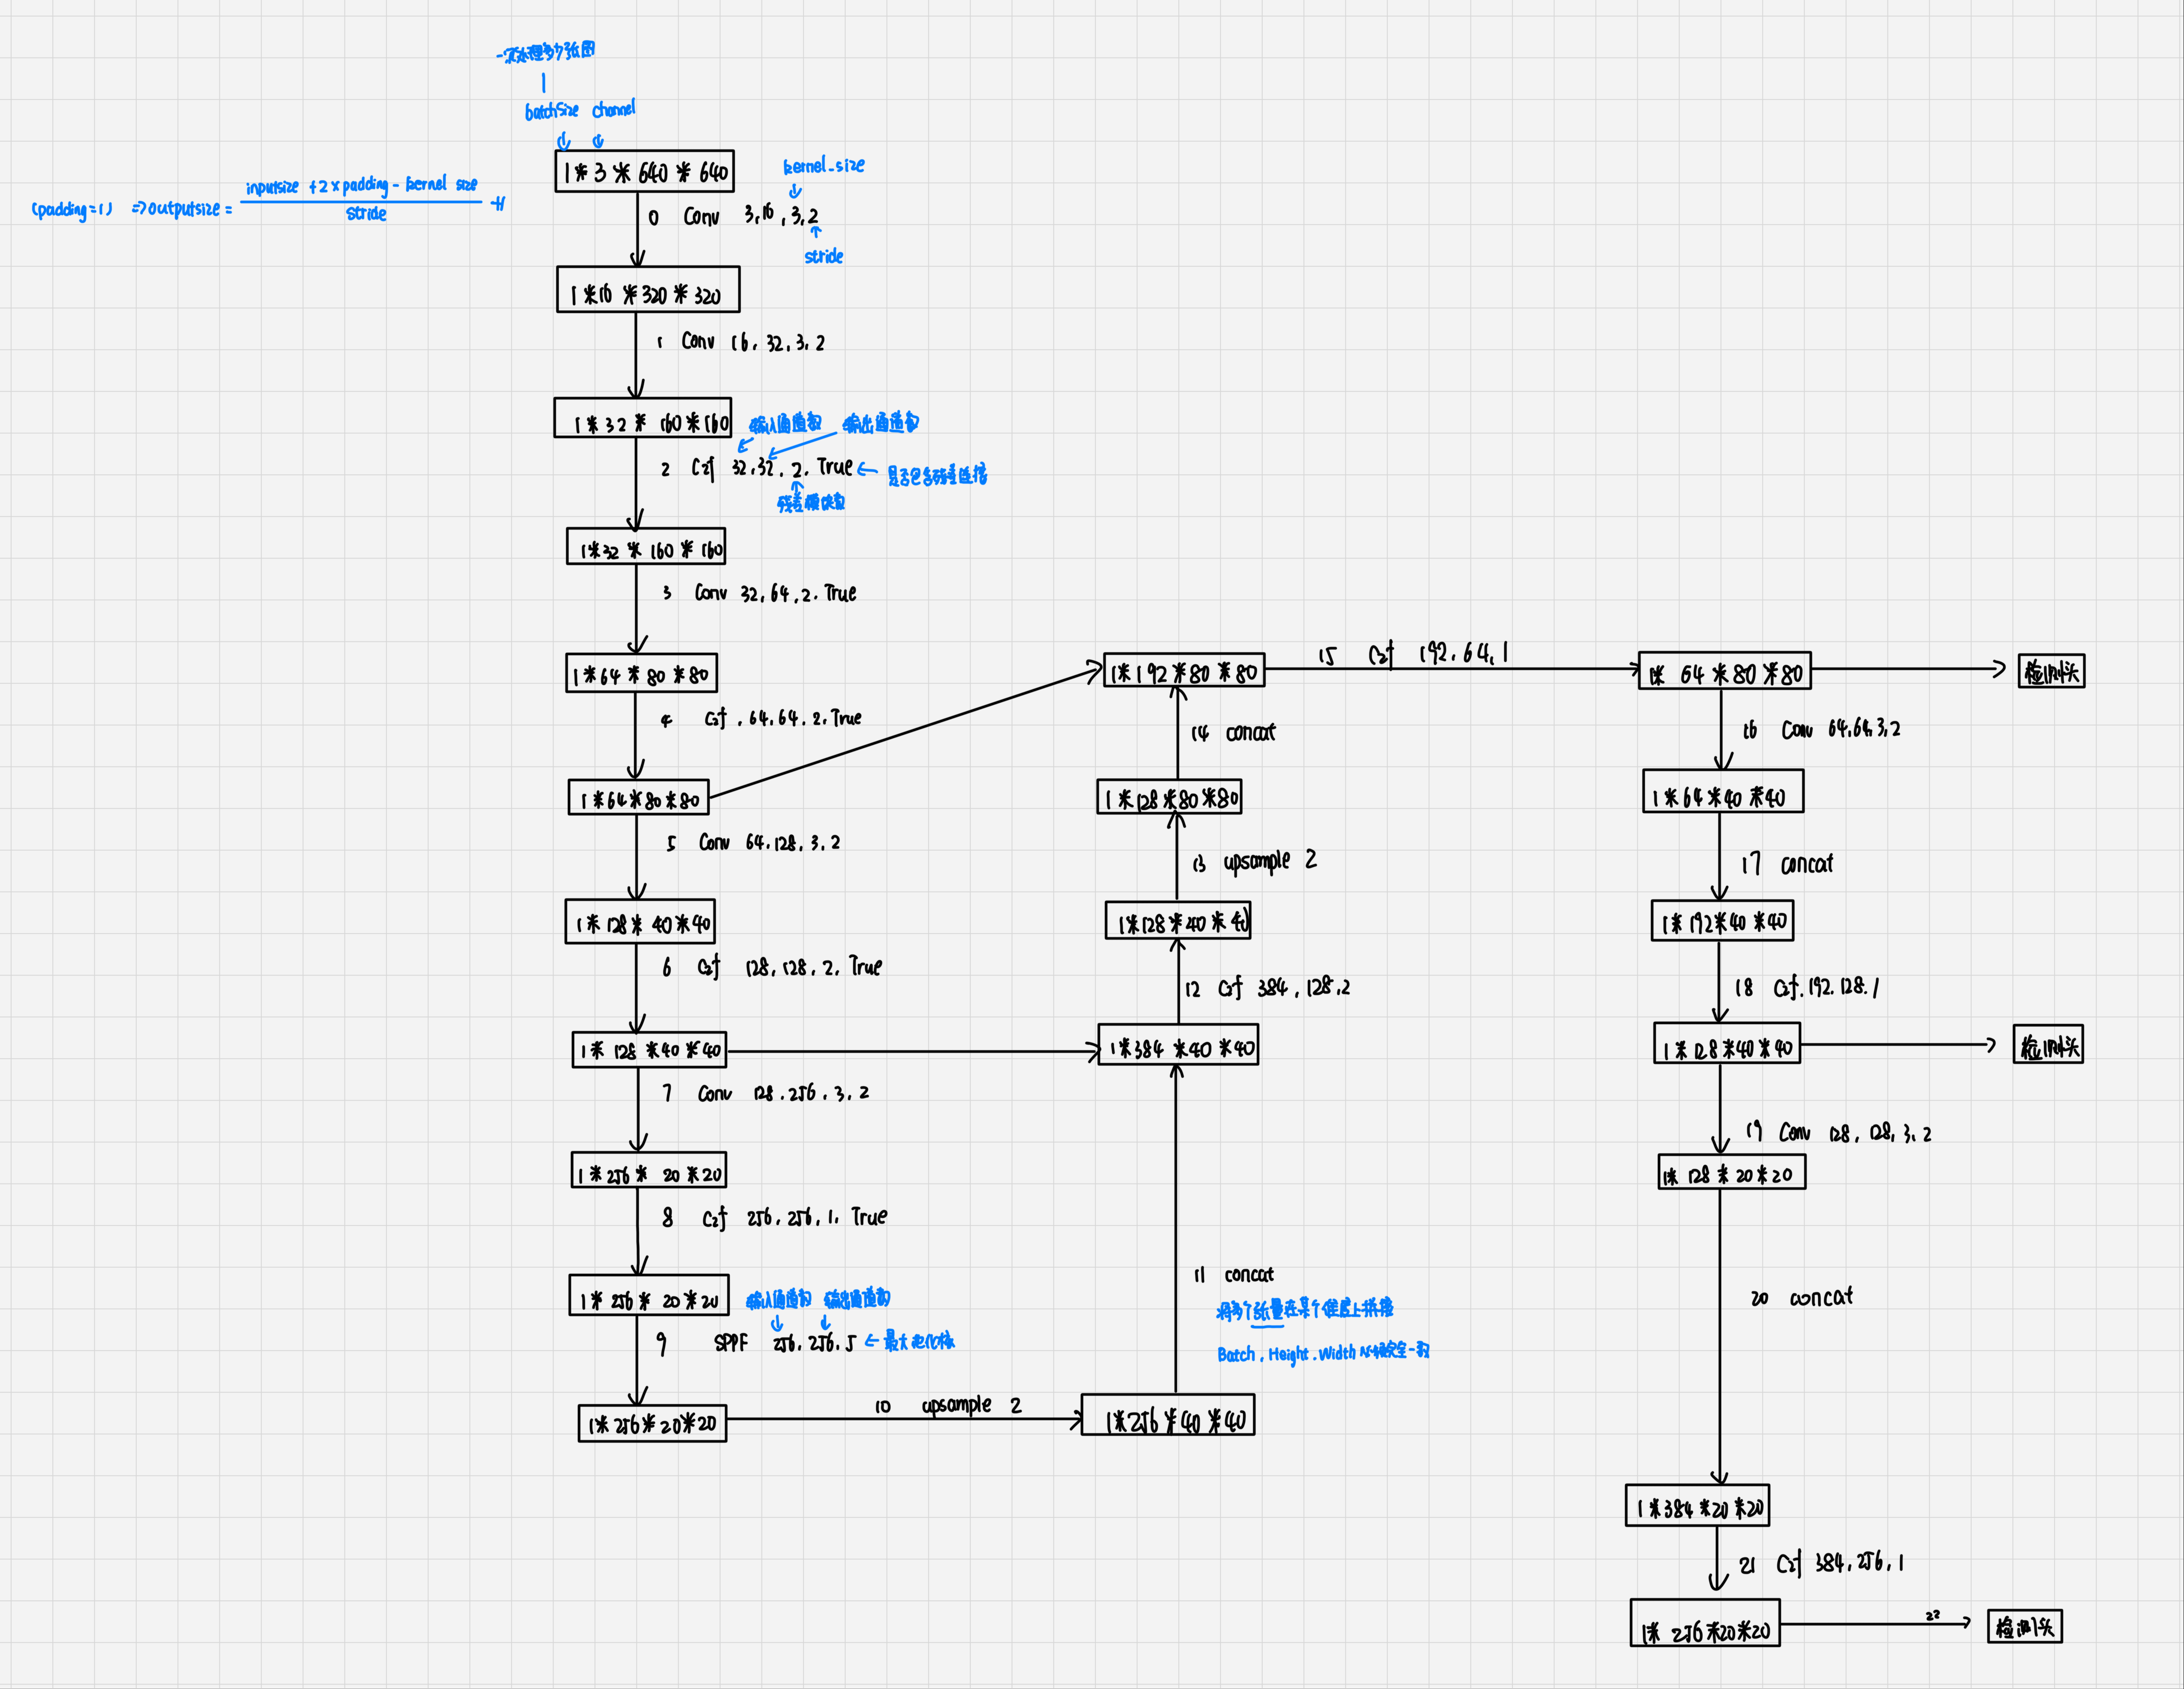 一次处理多少张图
batchsize channel
1*3*640*640
kernel_size
(padding=1) => outputsize = (inputsize +2×padding - kernel size) / stride +1
0 Conv 3,16,3,2
stride
1*16*320*320
1 Conv 16,32,3,2
1*32*160*160
输入通道数 输出通道数
2 C2f 32,32,2.True
是否包含残差连接
残差模块数
1*32*160*160
3 Conv 32,64,2.True
1*64*80*80
4 C2f.64,64.2.True
1*64*80*80
5 Conv 64.128,3,2
1*128*40*40
6 C2f 128,128,2,True
1*128*40*40
7 Conv 128.256,3,2
1*256*20*20
8 C2f 256,256,1,True
1*256*20*20
输入通道数 输出通道数
9 SPPF 256,256,5
最大池化核
1*256*20*20
10 upsample 2
1*256*40*40
11 concat
将多个张量在某个维度上拼接
Batch, Height.Width 必须完全一致
1*384*40*40
12 C2f 384,128,2
1*128*40*40
13 upsample 2
1*128*80*80
14 concat
1*192*80*80
15 C2f 192.64,1
1*64*80*80
检测头
16 Conv 64,64,3,2
1*64*40*40
17 concat
1*192*40*40
18 C2f.192.128.1
1*128*40*40
检测头
19 Conv 128,128,3,2
1*128*20*20
20 concat
1*384*20*20
21 C2f 384,256,1
1*256*20*20
22
检测头